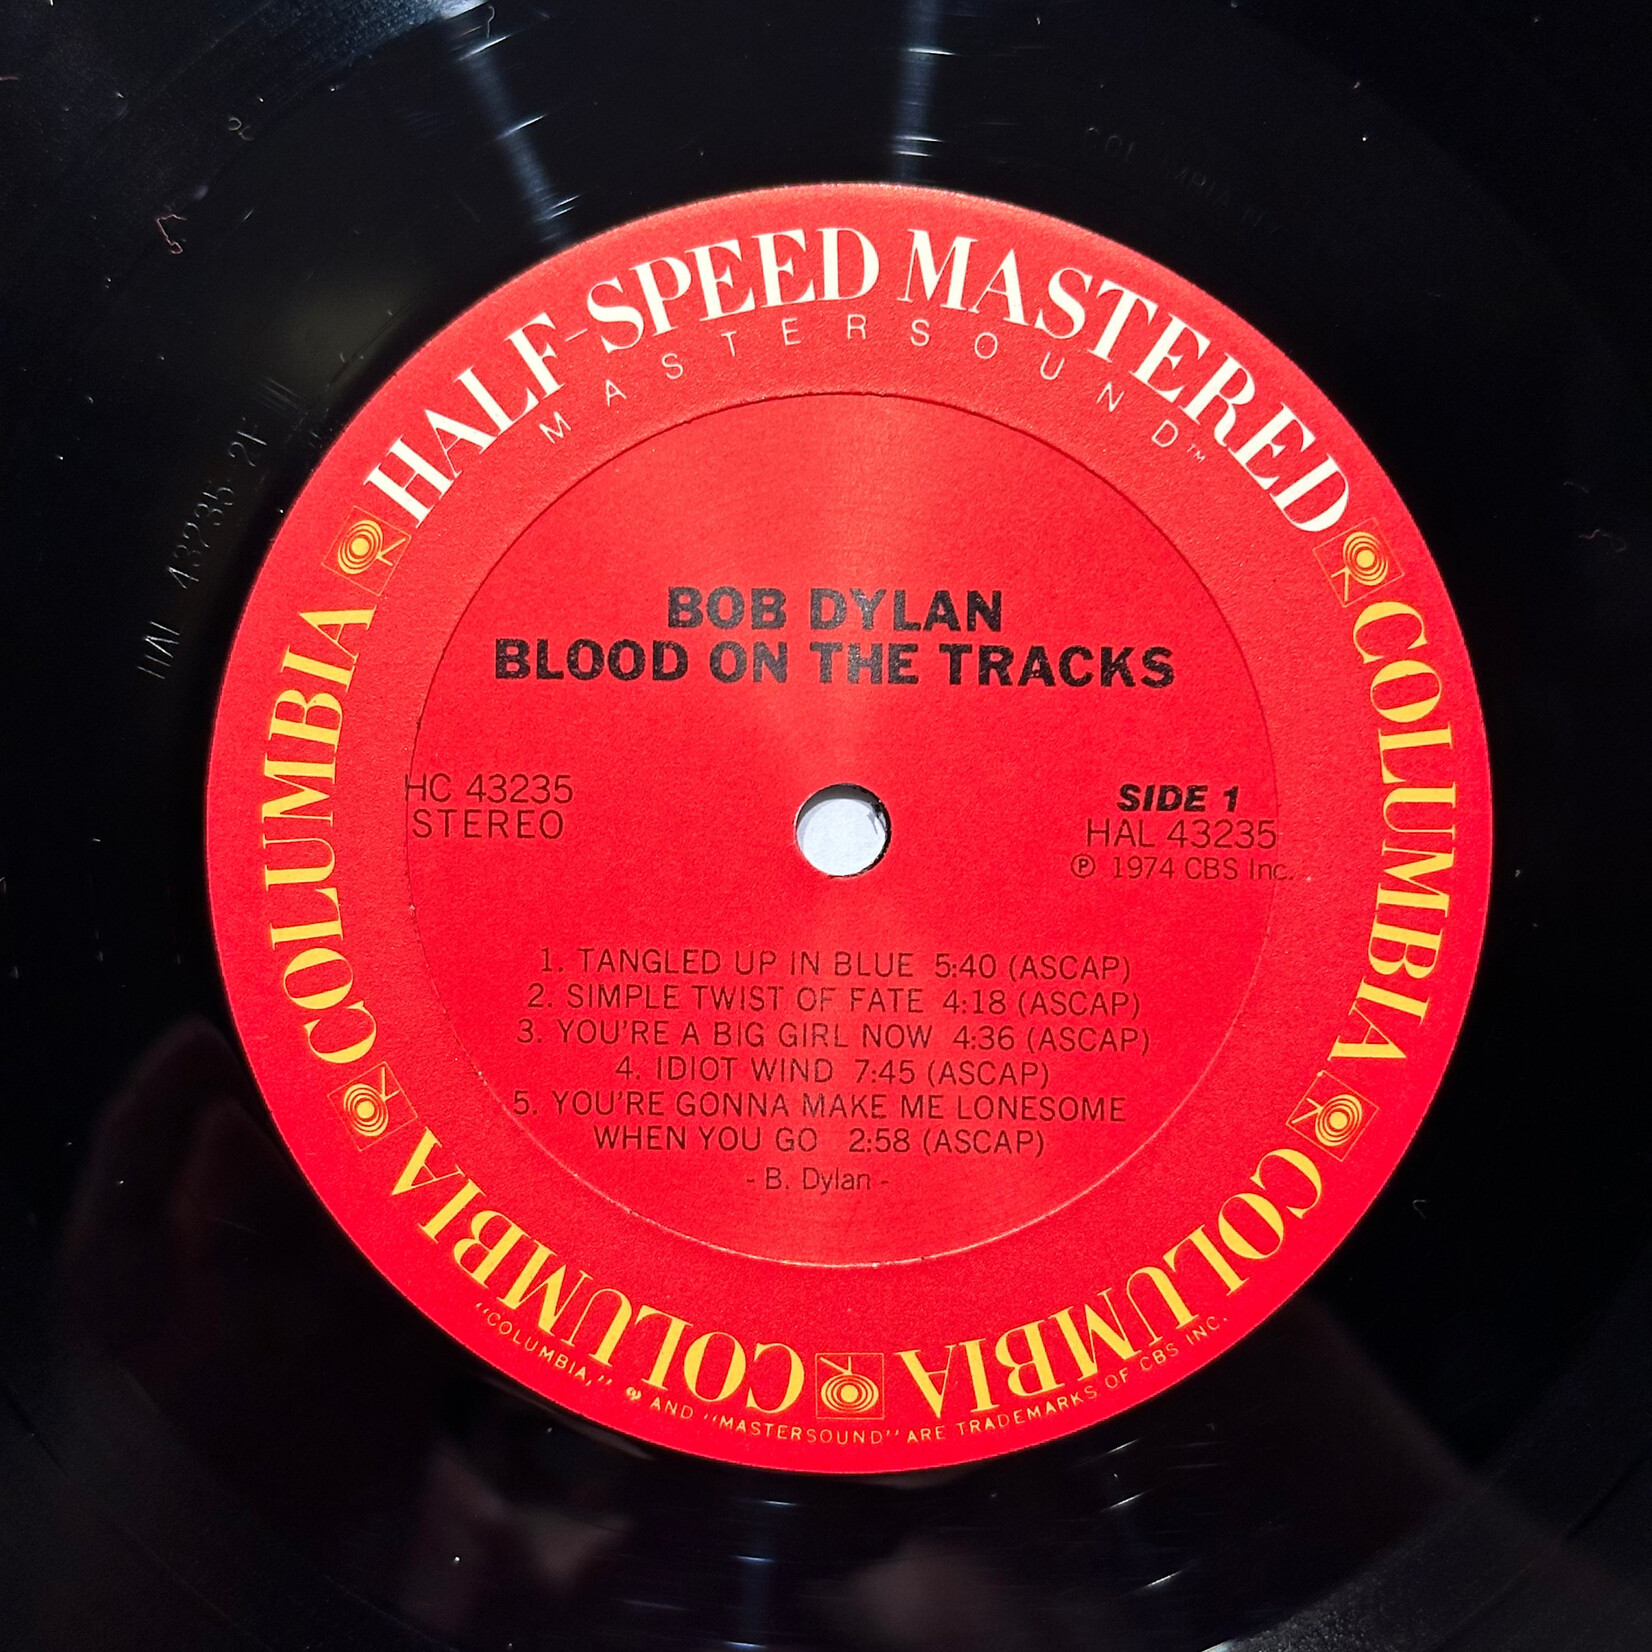 HALF-SPEED MASTERED
MASTERSOUND™
BOB DYLAN
BLOOD ON THE TRACKS
HC 43235
STEREO
SIDE 1
HAL 43235
℗ 1974 CBS Inc.
1. TANGLED UP IN BLUE 5:40 (ASCAP)
2. SIMPLE TWIST OF FATE 4:18 (ASCAP)
3. YOU'RE A BIG GIRL NOW 4:36 (ASCAP)
4. IDIOT WIND 7:45 (ASCAP)
5. YOU'RE GONNA MAKE ME LONESOME
WHEN YOU GO 2:58 (ASCAP)
- B. Dylan -
COLUMBIA
COLUMBIA
COLUMBIA
COLUMBIA
"COLUMBIA," AND "MASTERSOUND" ARE TRADEMARKS OF CBS INC.
HAL 43235